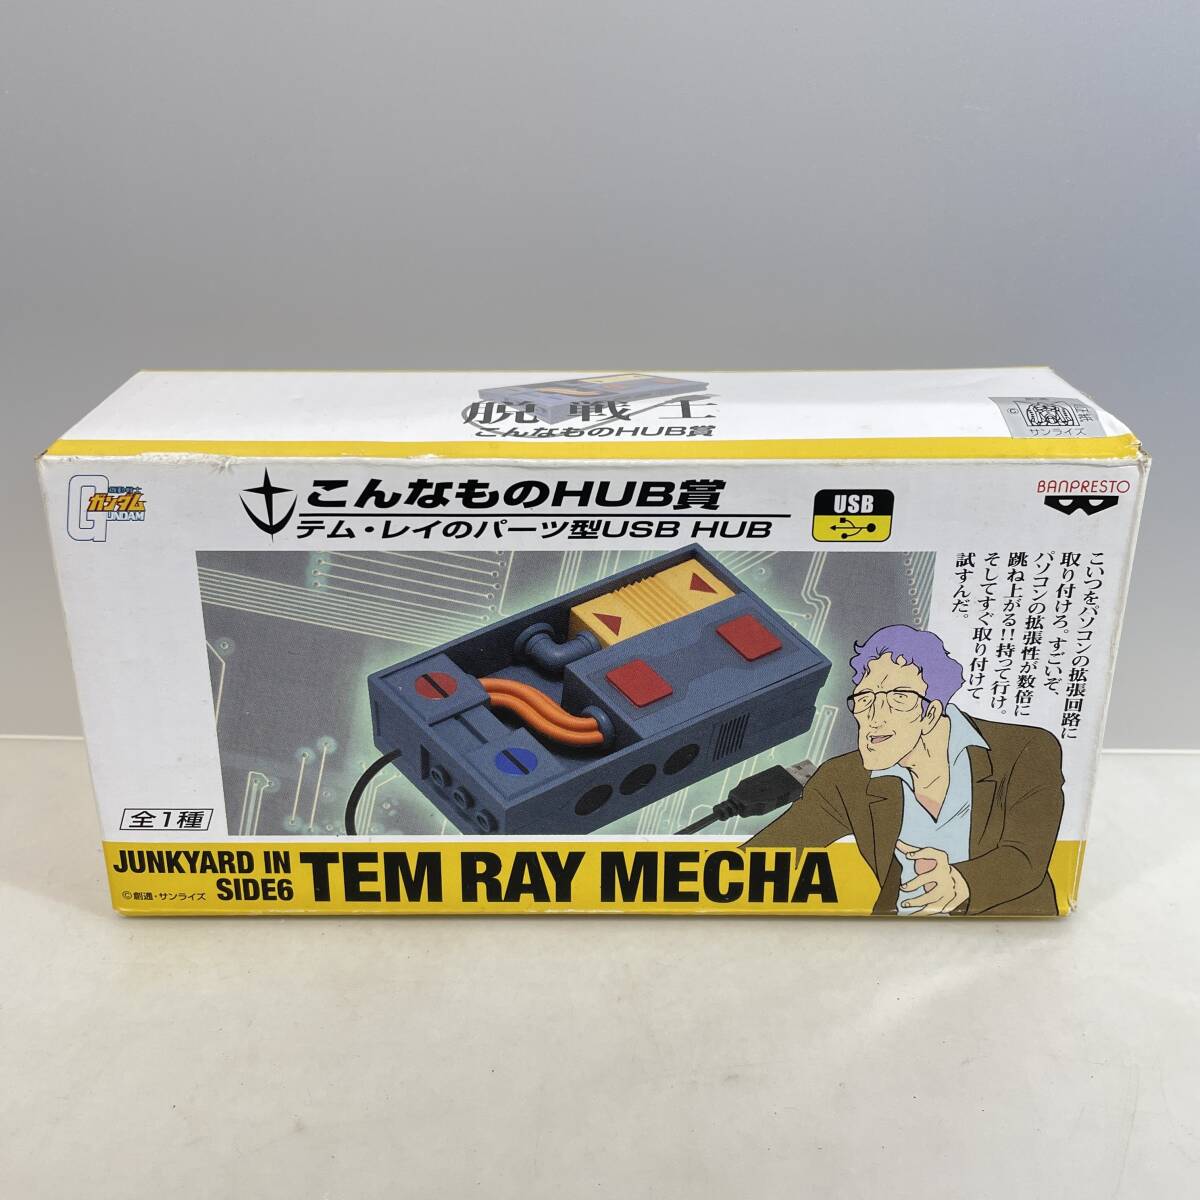 脱戦士
こんなものHUB賞
©
サンライズ
機動戦士
ガンダム
GUNDAM
こんなものHUB賞
テム・レイのパーツ型USB HUB
USB
BANPRESTO
こいつをパソコンの拡張回路に
取り付けろ。すごいぞ、
パソコンの拡張性が数倍に
跳ね上がる!!持って行け。
そしてすぐ取り付けて
試すんだ。
全1種
JUNKYARD IN
SIDE6
TEM RAY MECHA
©創通・サンライズ